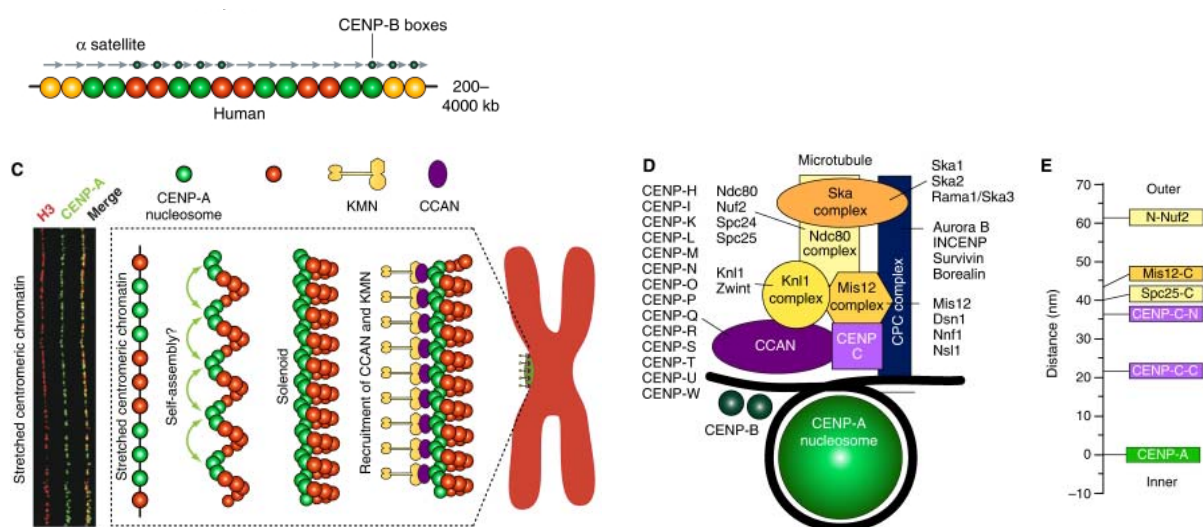 CENP-B boxes
α satellite
200–
4000 kb
Human
C
H3
CENP-A
Merge
CENP-A
nucleosome
KMN
CCAN
Stretched centromeric chromatin
Stretched centromeric chromatin
Self-assembly?
Solenoid
Recruitment of CCAN and KMN
D
Microtubule
Ska1
Ska2
Rama1/Ska3
Ska
complex
CENP-H
CENP-I
CENP-K
CENP-L
CENP-M
CENP-N
CENP-O
CENP-P
CENP-Q
CENP-R
CENP-S
CENP-T
CENP-U
CENP-W
Ndc80
Nuf2
Spc24
Spc25
Ndc80
complex
Aurora B
INCENP
Survivin
Borealin
Knl1
Zwint
Knl1
complex
Mis12
complex
CPC complex
Mis12
Dsn1
Nnf1
Nsl1
CCAN
CENP
C
CENP-B
CENP-A
nucleosome
E
Outer
70
60
50
40
30
20
10
0
–10
Distance (nm)
N-Nuf2
Mis12-C
Spc25-C
CENP-C-N
CENP-C-C
CENP-A
Inner